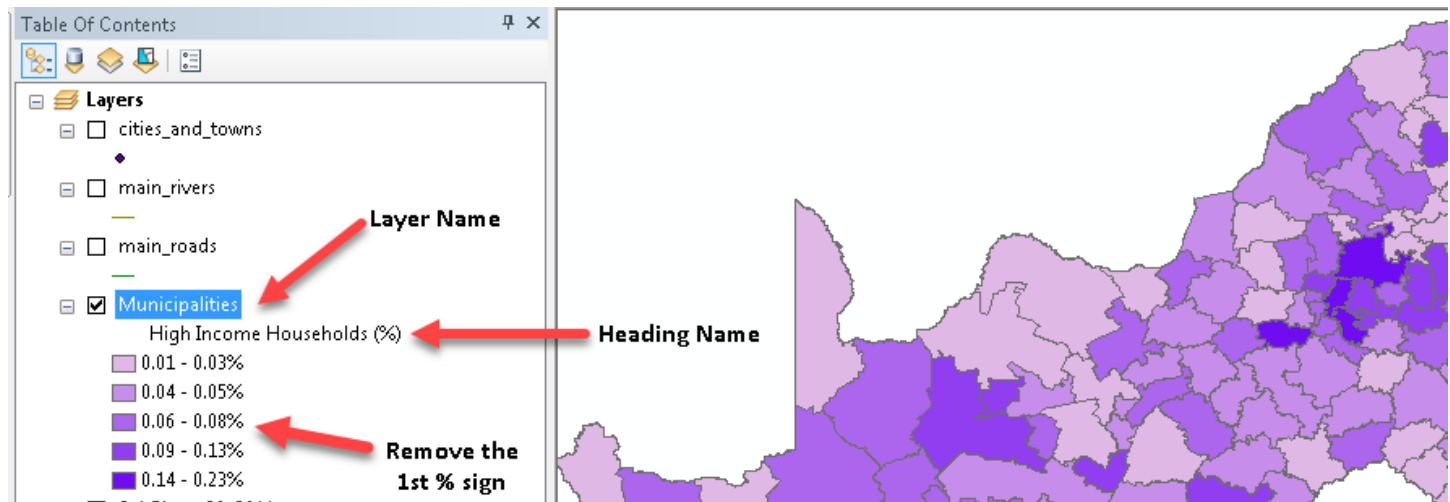 Table Of Contents
Layers
cities_and_towns
main_rivers
Layer Name
main_roads
Municipalities
High Income Households (%)
Heading Name
0.01 - 0.03%
0.04 - 0.05%
0.06 - 0.08%
0.09 - 0.13%
Remove the
1st % sign
0.14 - 0.23%